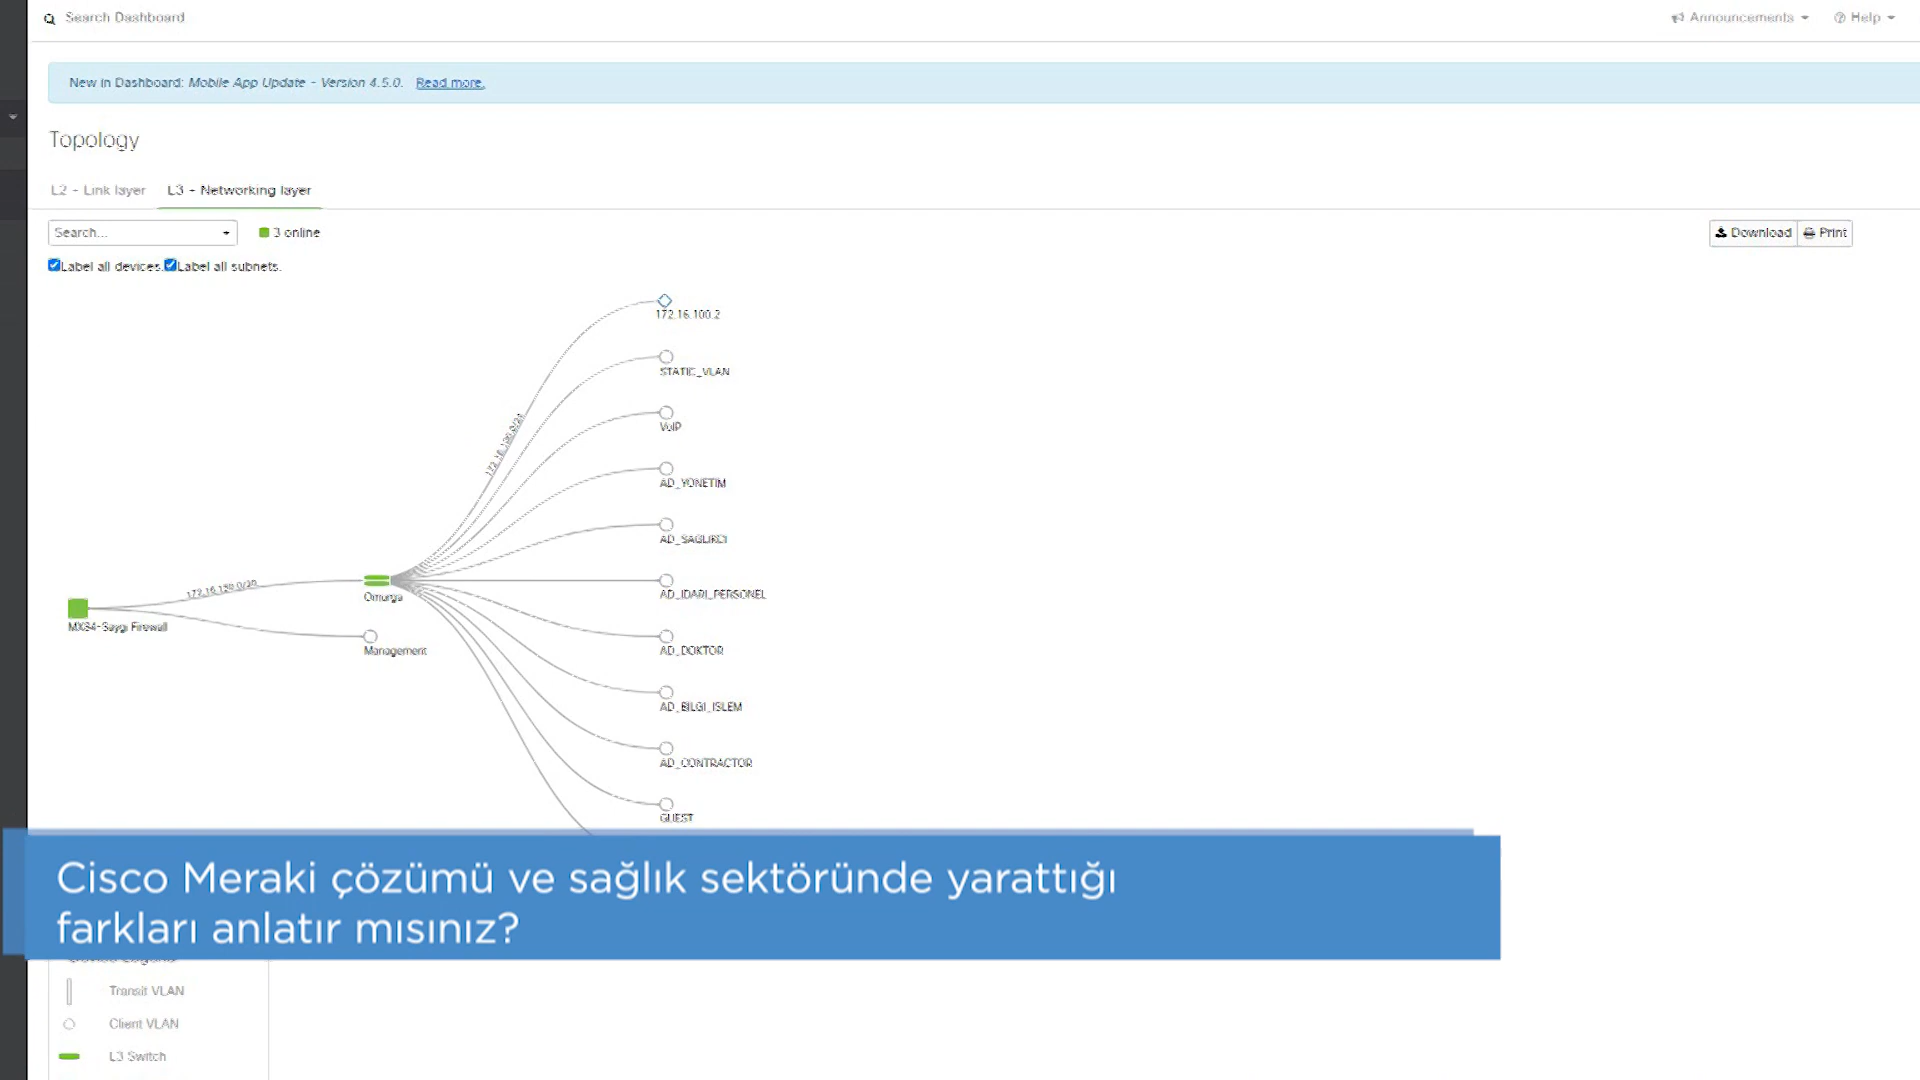 Search Dashboard
Announcements
Help
New in Dashboard: Mobile App Update - Version 4.5.0. Read more.
Topology
L2 - Link layer
L3 - Networking layer
Search...
3 online
Download
Print
Label all devices.
Label all subnets.
172.16.100.2
STATIC_VLAN
VoIP
AD_YONETIM
AD_IDARI_PERSONEL
Omurga
MX84-Saygi Firewall
Management
AD_DOKTOR
AD_BILGI_ISLEM
AD_CONTRACTOR
GUEST
Cisco Meraki çözümü ve sağlık sektöründe yarattığı
farkları anlatır mısınız?
Transit VLAN
Client VLAN
L3 Switch